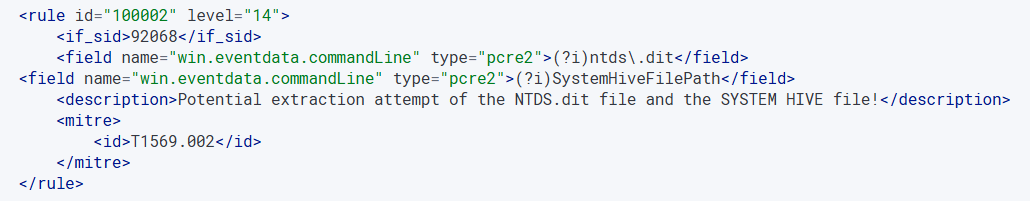 <rule id="100002" level="14">
    <if_sid>92068</if_sid>
    <field name="win.eventdata.commandLine" type="pcre2">(?i)ntds\.dit</field>
<field name="win.eventdata.commandLine" type="pcre2">(?i)SystemHiveFilePath</field>
    <description>Potential extraction attempt of the NTDS.dit file and the SYSTEM HIVE file!</description>
    <mitre>
        <id>T1569.002</id>
    </mitre>
</rule>